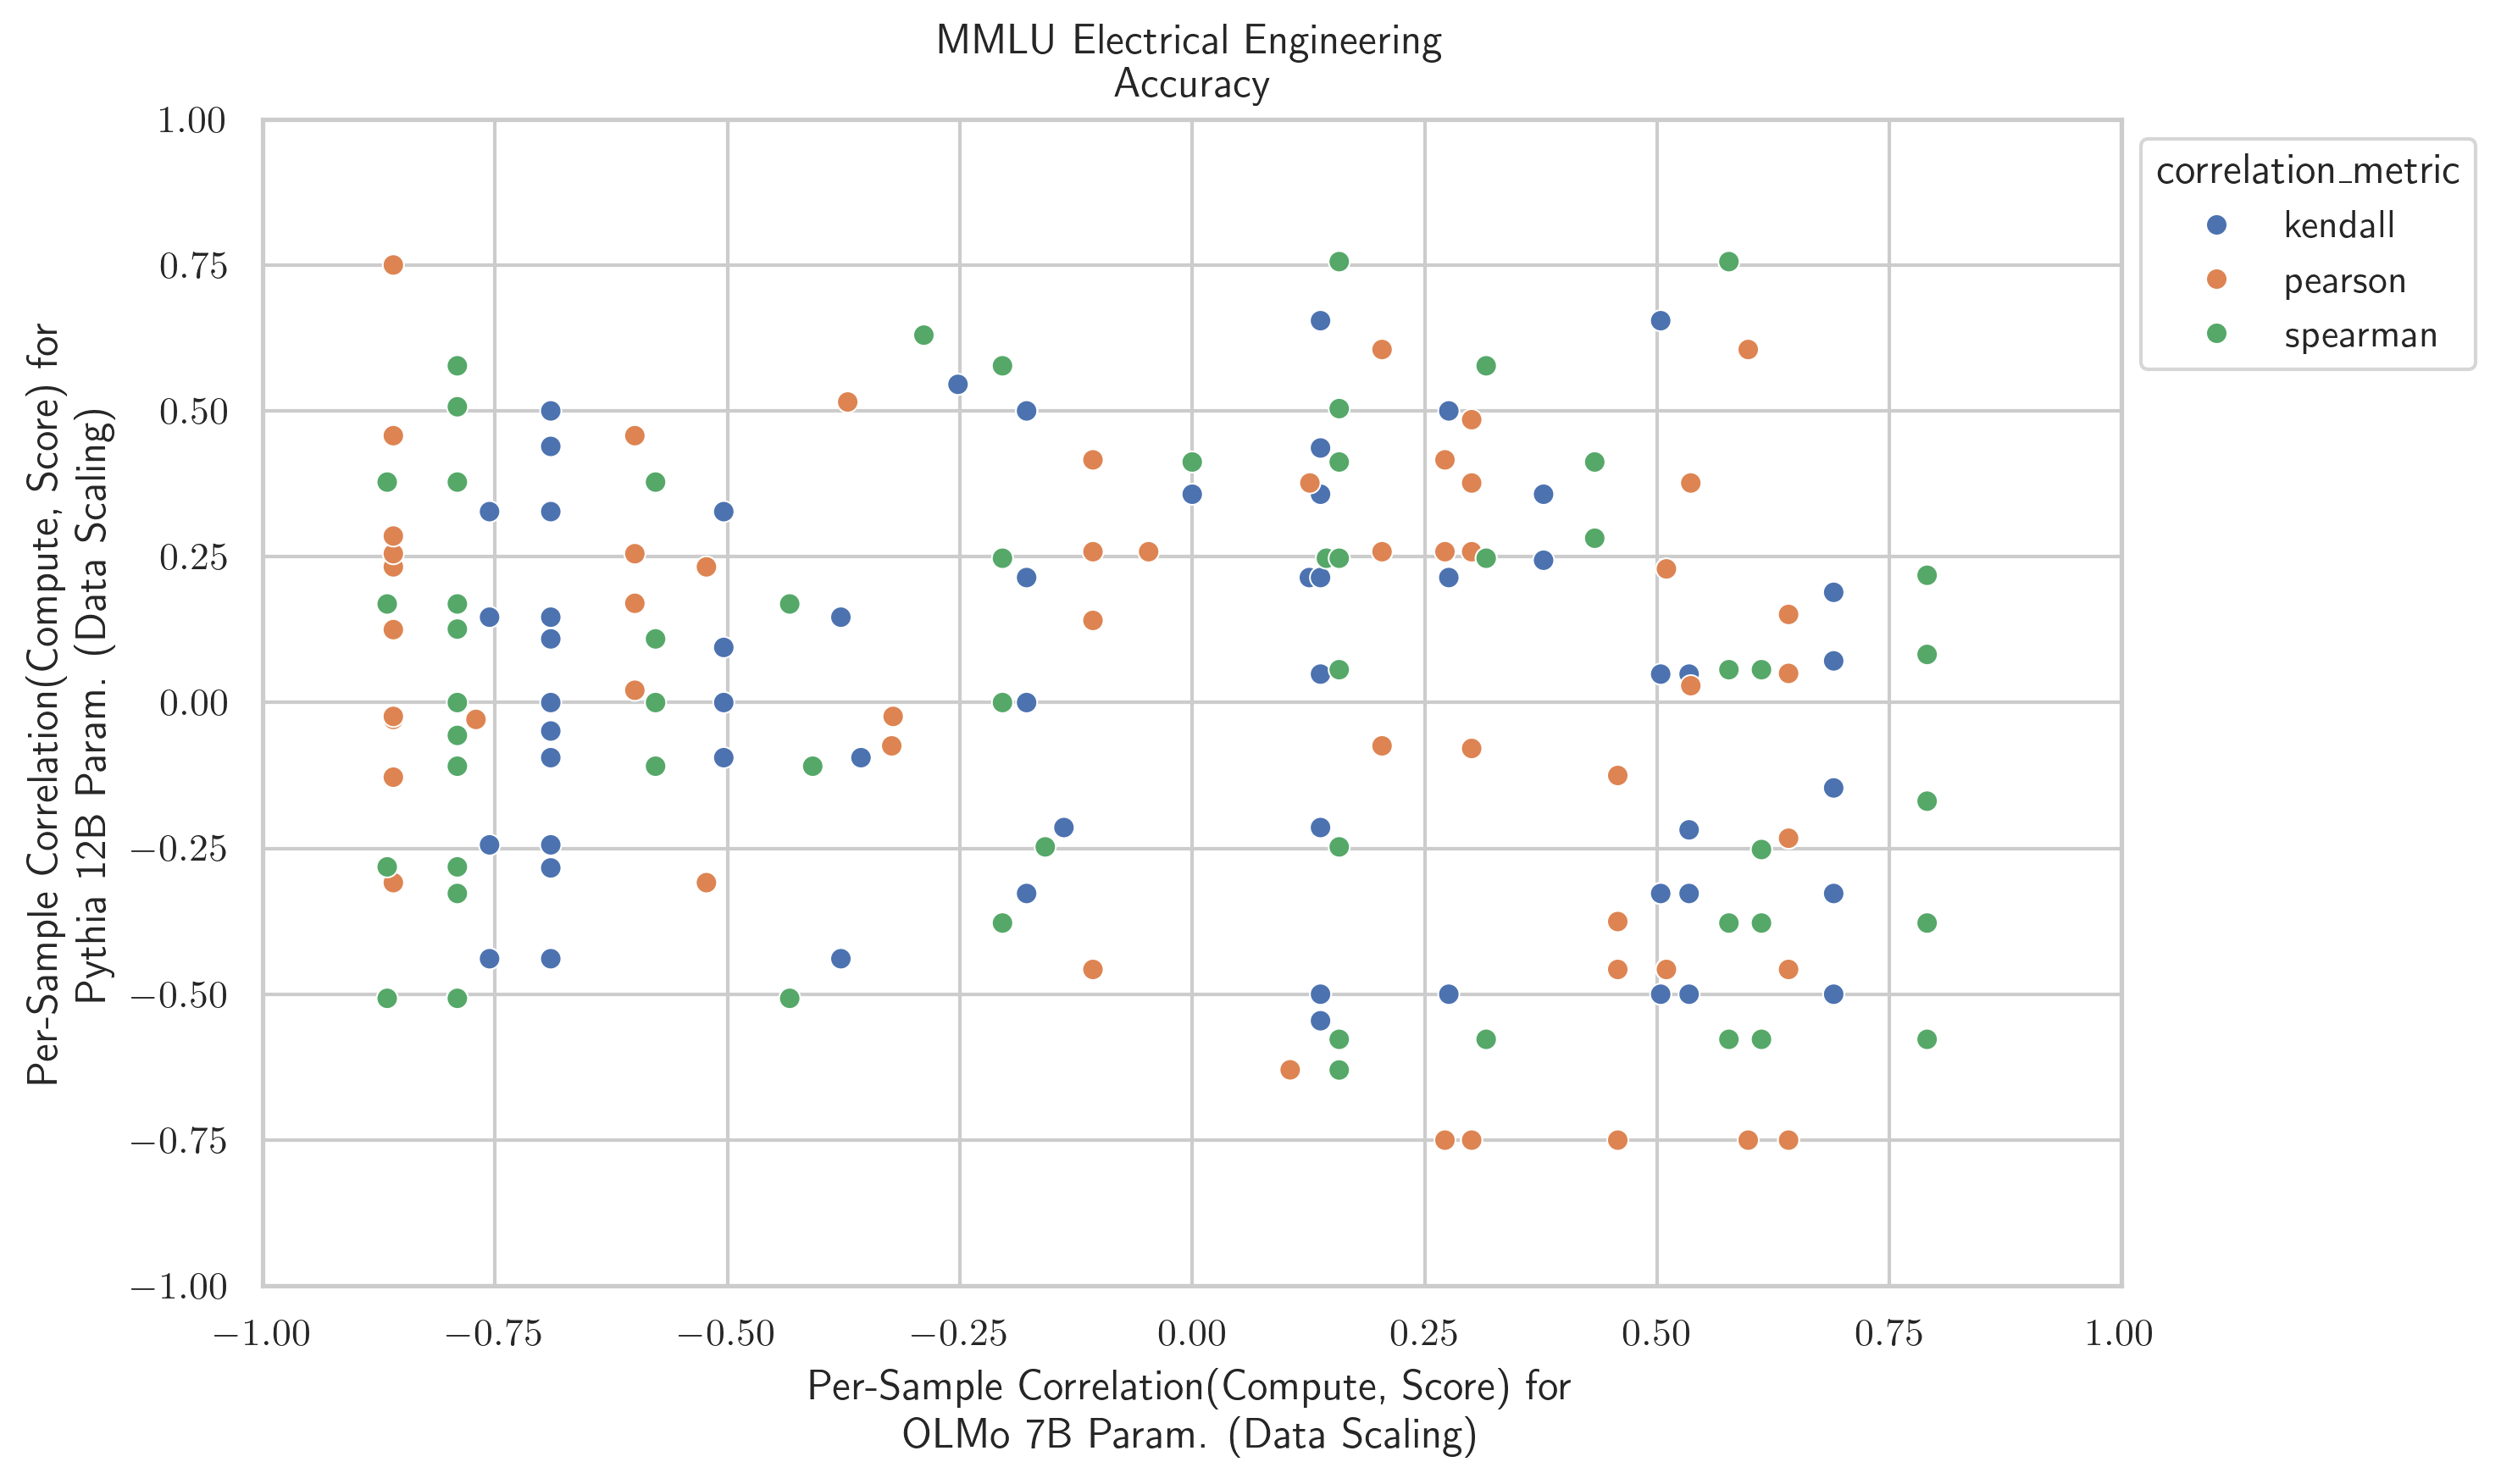 MMLU Electrical Engineering
Accuracy
Per-Sample Correlation(Compute, Score) for
Pythia 12B Param. (Data Scaling)
1.00
0.75
0.50
0.25
0.00
−0.25
−0.50
−0.75
−1.00
−1.00 −0.75 −0.50 −0.25 0.00 0.25 0.50 0.75 1.00
Per-Sample Correlation(Compute, Score) for
OLMo 7B Param. (Data Scaling)
correlation_metric
kendall
pearson
spearman